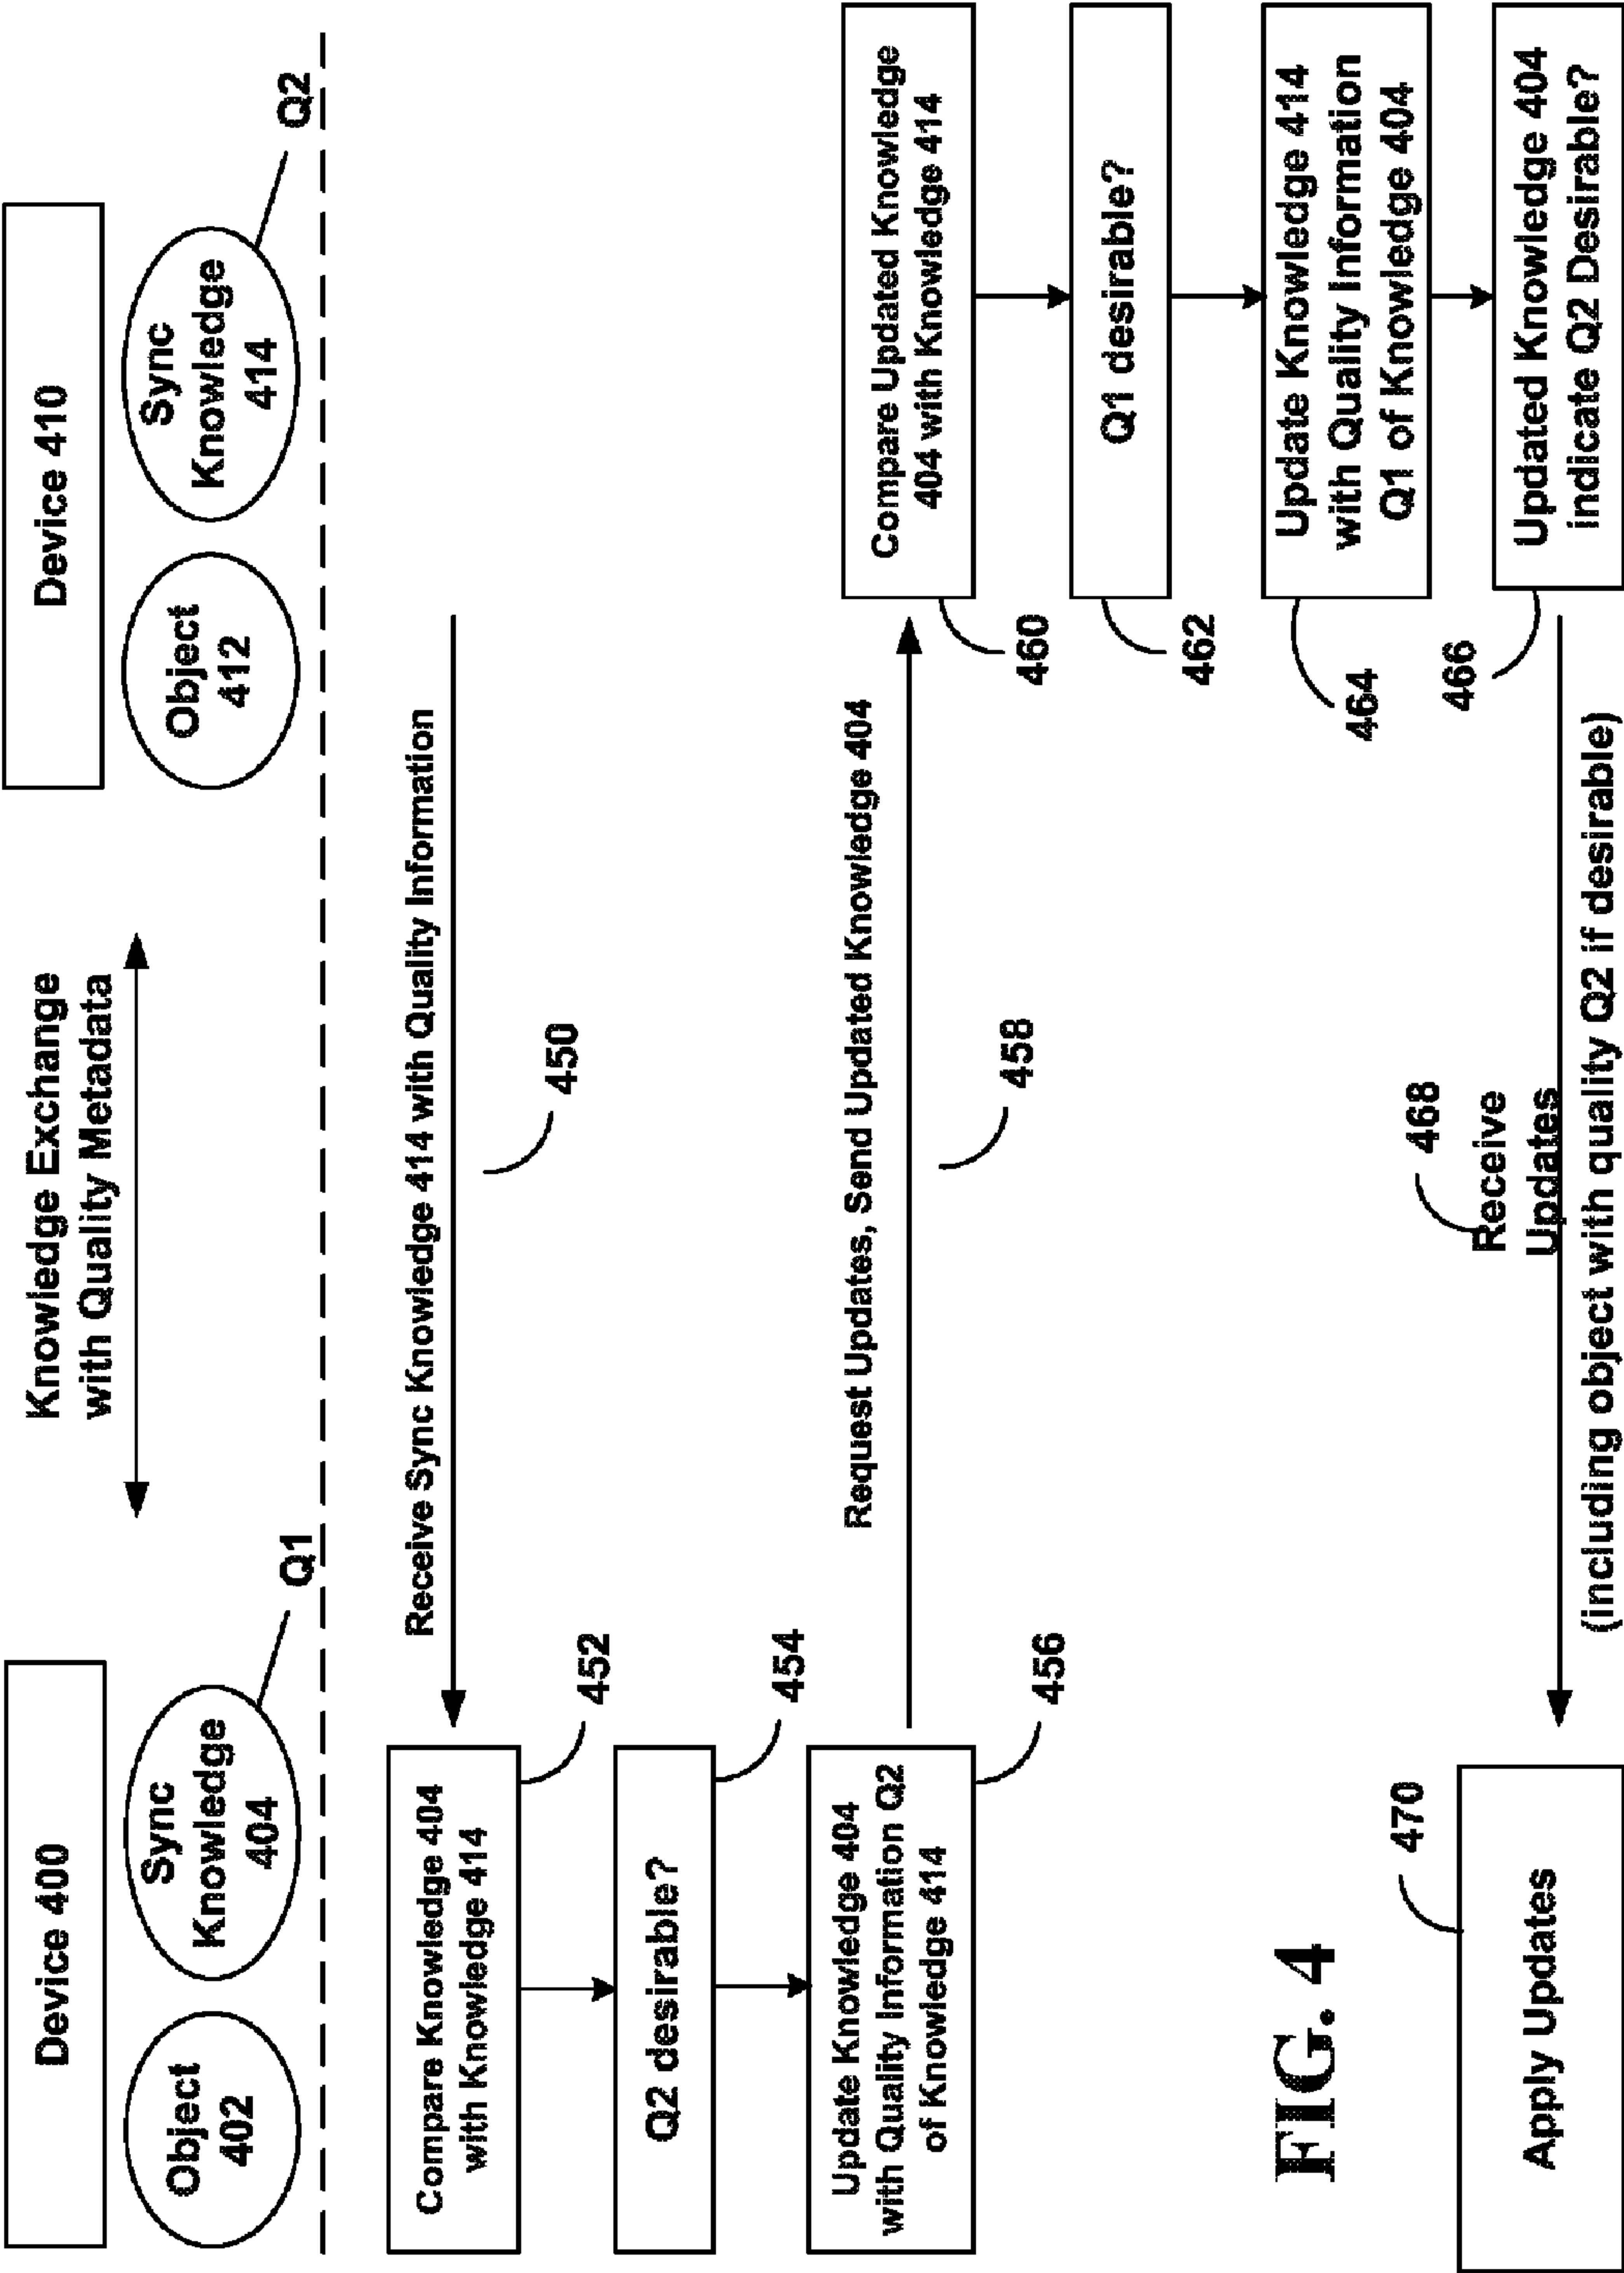 Device 400
Object
402
Sync
Knowledge
404
Q1
Knowledge Exchange
with Quality Metadata
Device 410
Object
412
Sync
Knowledge
414
Q2
Receive Sync Knowledge 414 with Quality Information
450
Compare Knowledge 404
with Knowledge 414
452
Q2 desirable?
454
Update Knowledge 404
with Quality Information Q2
of Knowledge 414
456
Request Updates, Send Updated Knowledge 404
458
Compare Updated Knowledge
404 with Knowledge 414
460
Q1 desirable?
462
Update Knowledge 414
with Quality Information
Q1 of Knowledge 404
464
Updated Knowledge 404
indicate Q2 Desirable?
466
468
Receive
Updates
(including object with quality Q2 if desirable)
470
Apply Updates
FIG. 4